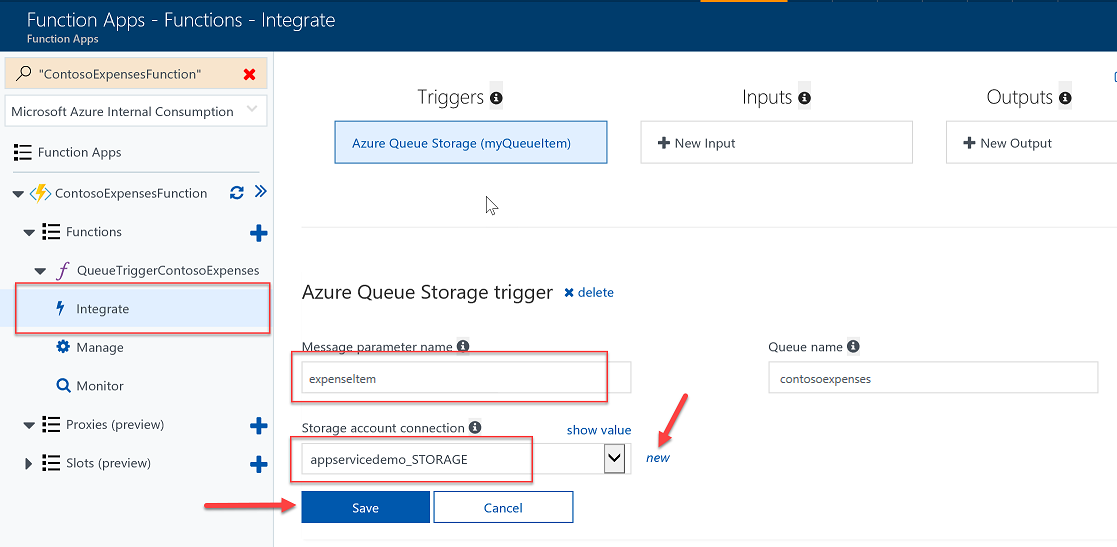 Function Apps - Functions - Integrate
Function Apps
"ContosoExpensesFunction"
Microsoft Azure Internal Consumption
Function Apps
ContosoExpensesFunction
Functions
QueueTriggerContosoExpenses
Integrate
Manage
Monitor
Proxies (preview)
Slots (preview)
Triggers
Inputs
Outputs
Azure Queue Storage (myQueueItem)
New Input
New Output
Azure Queue Storage trigger
delete
Message parameter name
Queue name
expenseItem
contosoexpenses
Storage account connection
show value
appservicedemo_STORAGE
new
Save
Cancel